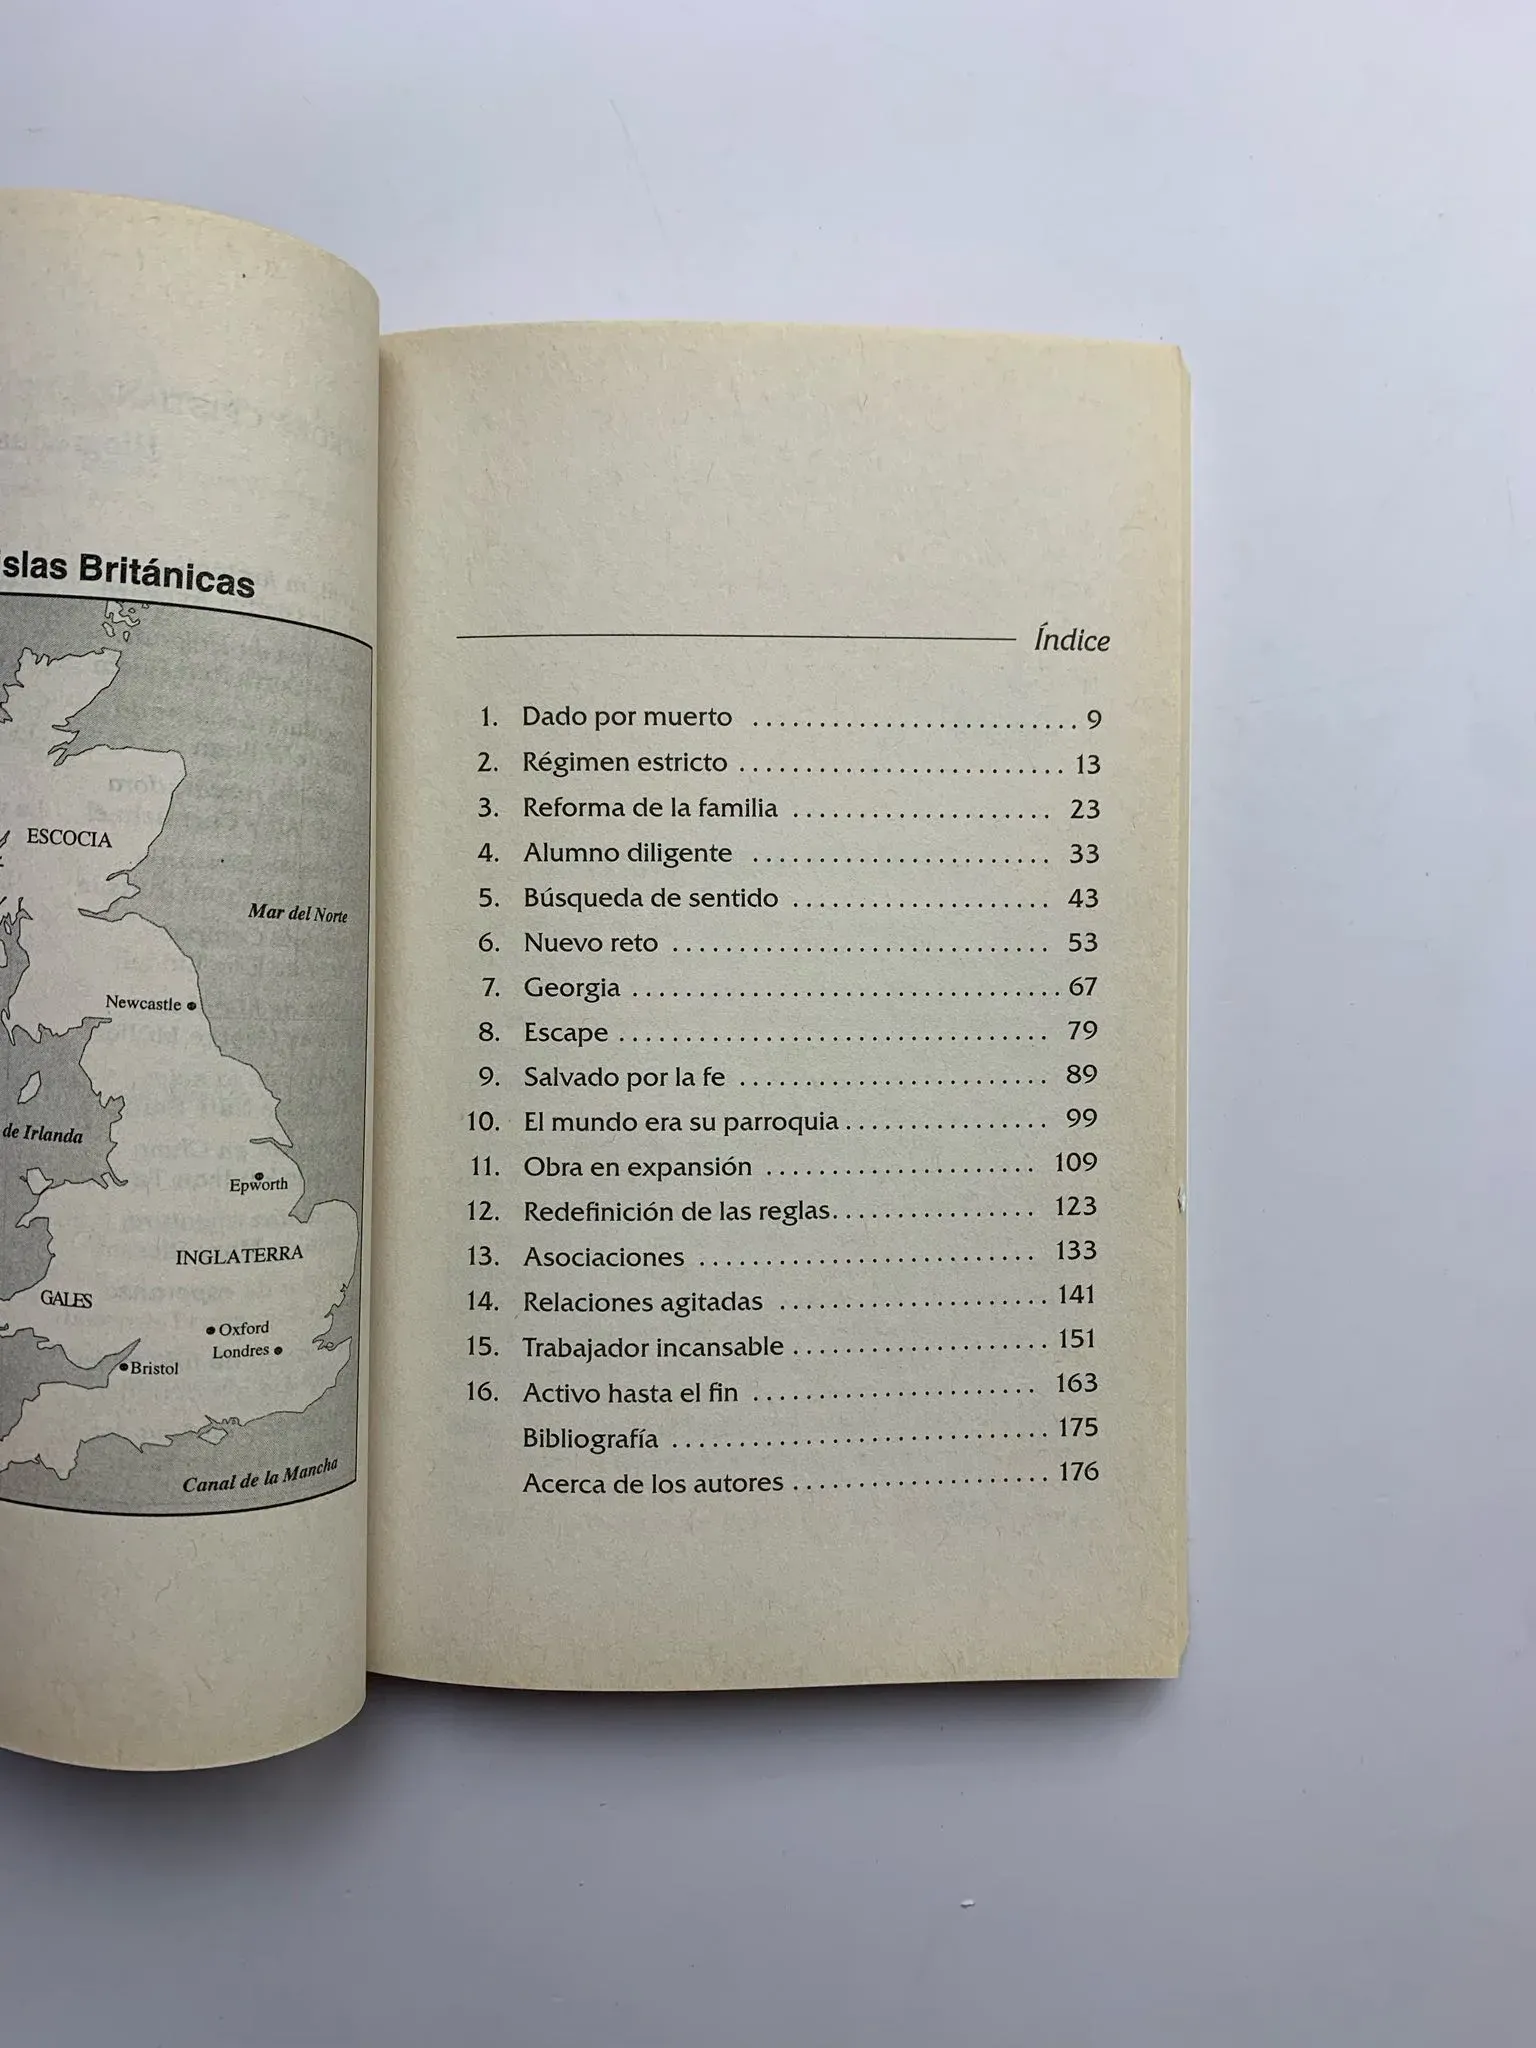 slas Británicas
ESCOCIA
Mar del Norte
Newcastle
de Irlanda
Epworth
INGLATERRA
GALES
Oxford
Londres
Bristol
Canal de la Mancha
Índice
1. Dado por muerto ......................... 9
2. Régimen estricto ......................... 13
3. Reforma de la familia .................... 23
4. Alumno diligente ....................... 33
5. Búsqueda de sentido .................... 43
6. Nuevo reto ............................. 53
7. Georgia ................................. 67
8. Escape ................................. 79
9. Salvado por la fe ........................ 89
10. El mundo era su parroquia ................ 99
11. Obra en expansión ..................... 109
12. Redefinición de las reglas ................ 123
13. Asociaciones .......................... 133
14. Relaciones agitadas ..................... 141
15. Trabajador incansable .................... 151
16. Activo hasta el fin ...................... 163
Bibliografía ............................. 175
Acerca de los autores .................... 176